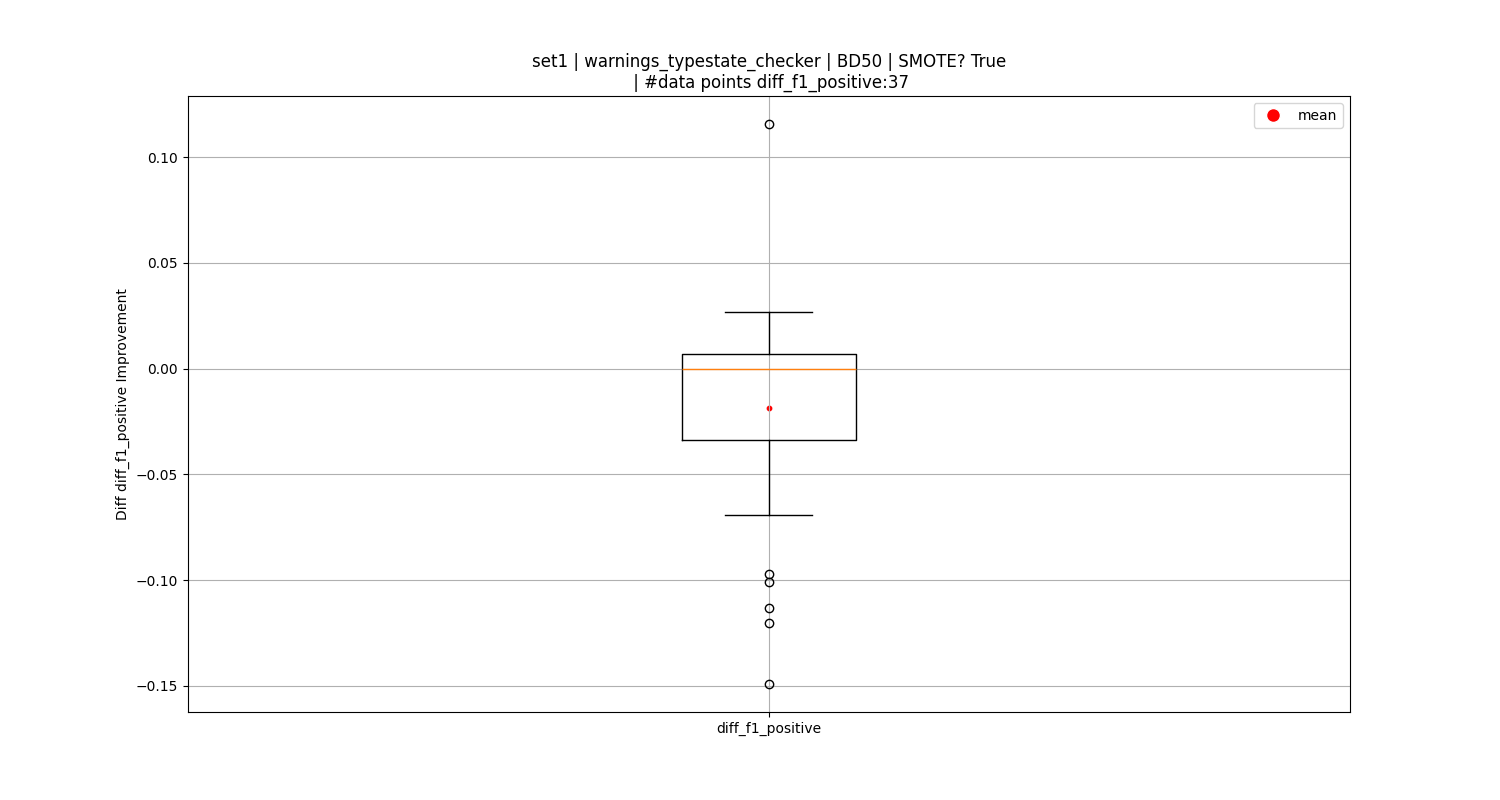 set1 | warnings_typestate_checker | BD50 | SMOTE? True
| #data points diff_f1_positive:37
mean
0.10
0.05
0.00
−0.05
−0.10
−0.15
Diff diff_f1_positive Improvement
diff_f1_positive